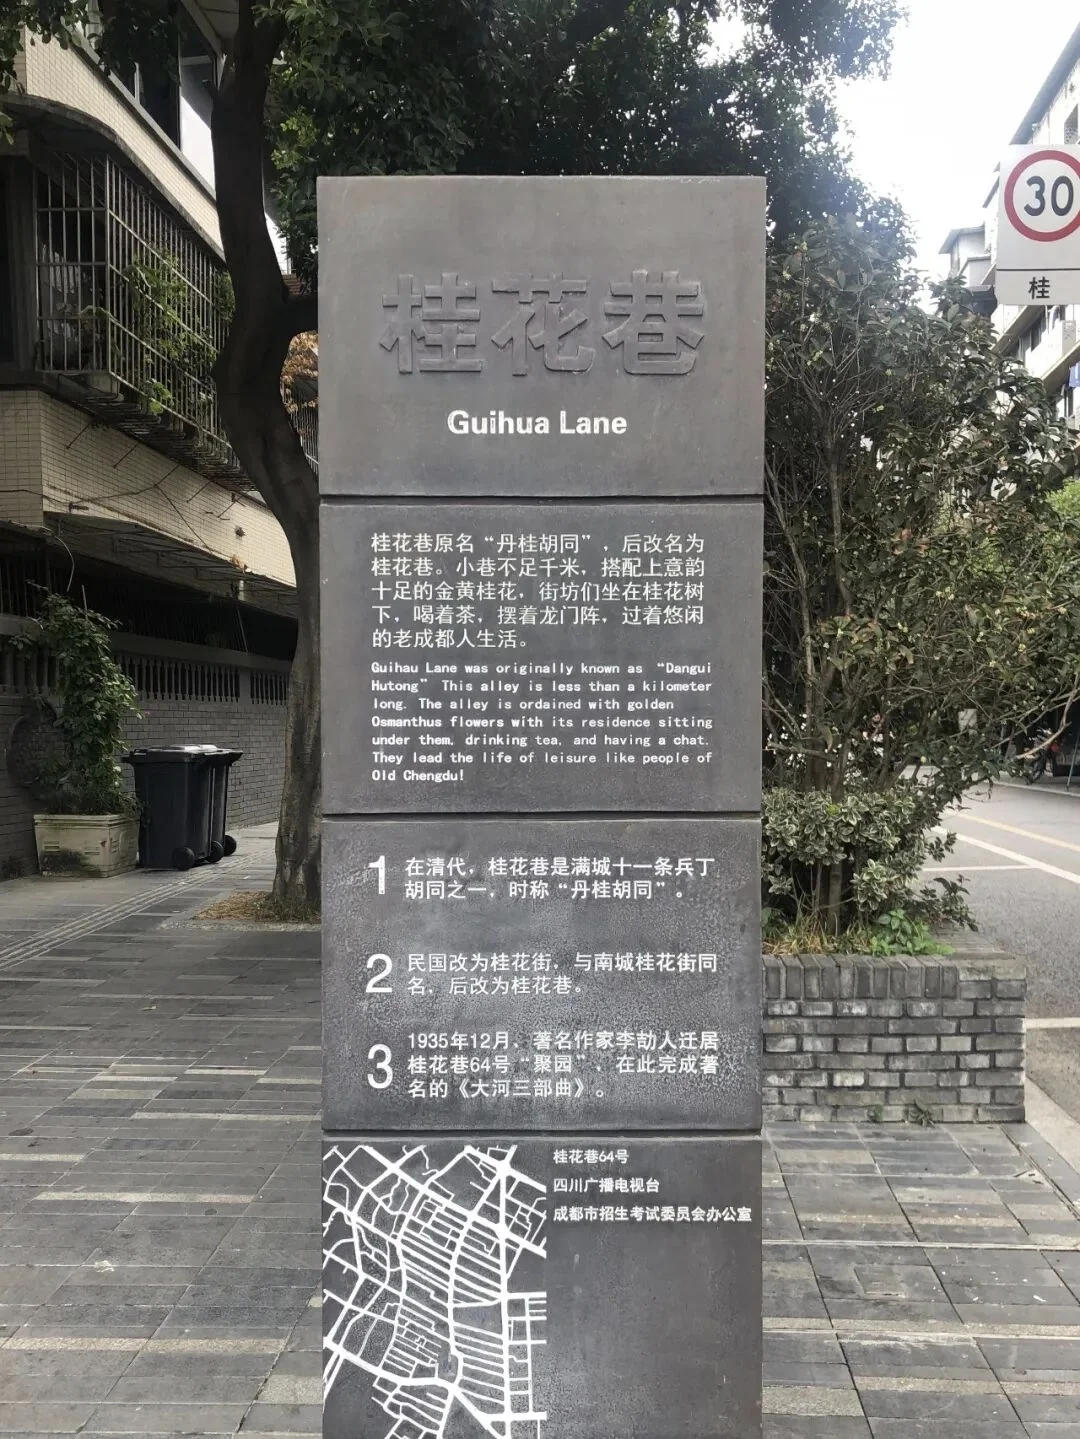 桂花巷
Guihua Lane
桂花巷原名“丹桂胡同”，后改名为
桂花巷。小巷不足千米，搭配上意韵
十足的金黄桂花，街坊们坐在桂花树
下，喝着茶，摆着龙门阵，过着悠闲
的老成都人生活。
Guihau Lane was originally known as “Dangui
Hutong” This alley is less than a kilometer
long. The alley is ordained with golden
Osmanthus flowers with its residence sitting
under them, drinking tea, and having a chat.
They lead the life of leisure like people of
Old Chengdu!
1 在清代，桂花巷是满城十一条兵丁
胡同之一，时称“丹桂胡同”。
2 民国改为桂花街，与南城桂花街同
名，后改为桂花巷。
3 1935年12月，著名作家李劼人迁居
桂花巷64号“聚园”，在此完成著
名的《大河三部曲》。
桂花巷64号
四川广播电视台
成都市招生考试委员会办公室
30
桂